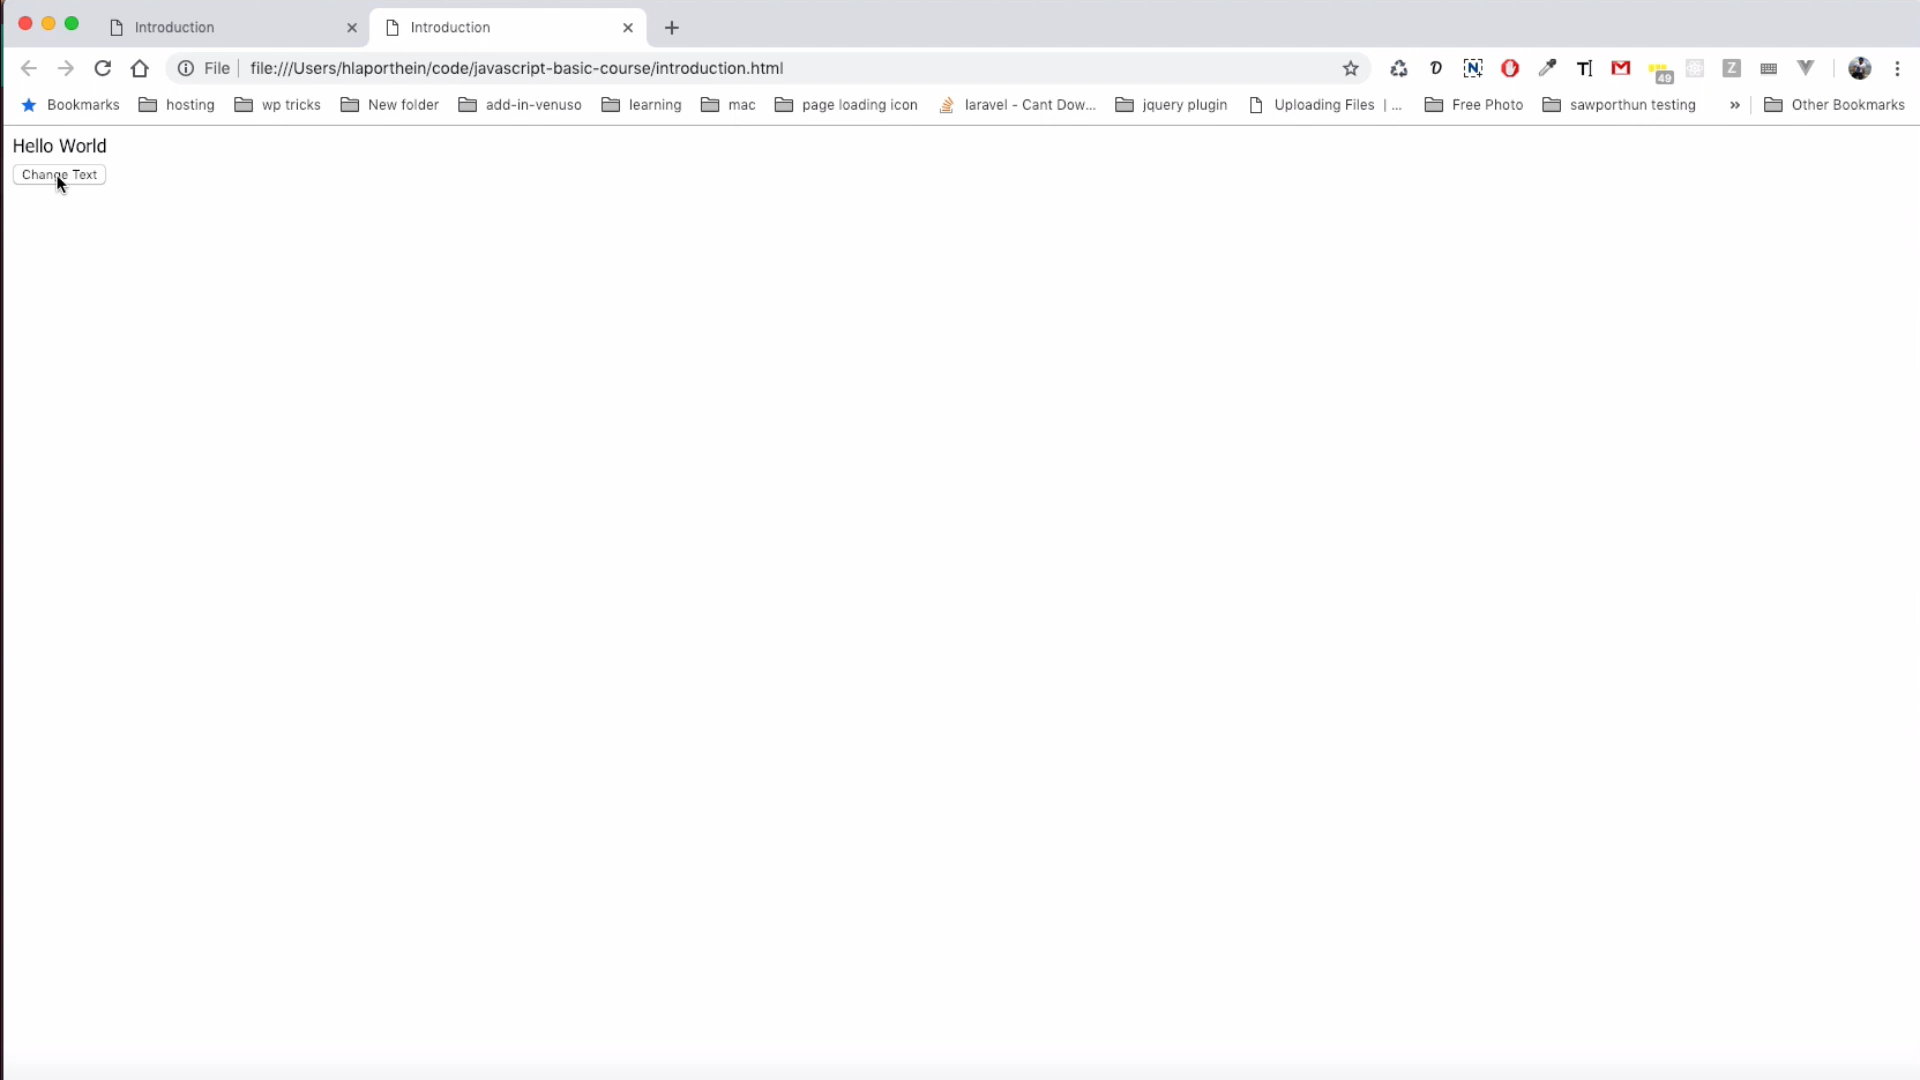 Introduction
Introduction
File file:///Users/hlaporthein/code/javascript-basic-course/introduction.html 49
Bookmarks hosting wp tricks New folder add-in-venuso learning mac page loading icon laravel - Cant Dow... jquery plugin Uploading Files | ... Free Photo sawporthun testing » Other Bookmarks
Hello World
Change Text